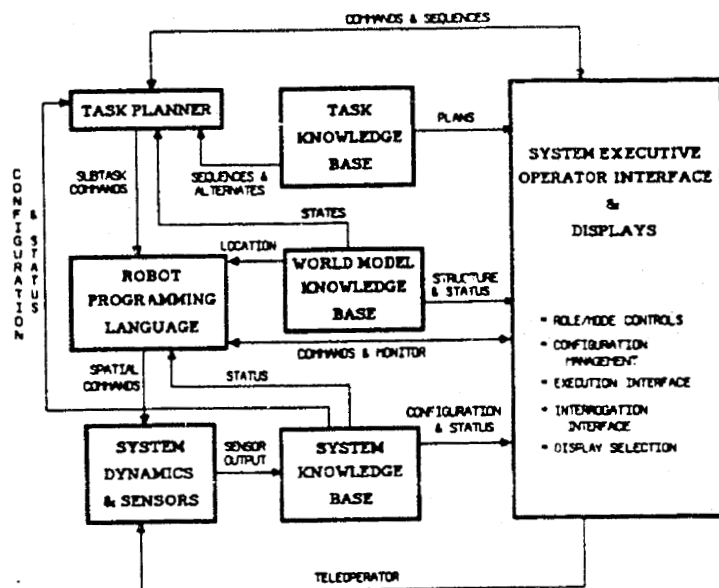 COMMANDS & SEQUENCES
TASK PLANNER
TASK
KNOWLEDGE
BASE
PLANS
SYSTEM EXECUTIVE
OPERATOR INTERFACE
&
DISPLAYS
SUBTASK
COMMANDS
SEQUENCES &
ALTERNATES
CONFIGURATION
& STATUS
STATES
LOCATION
ROBOT
PROGRAMMING
LANGUAGE
WORLD MODEL
KNOWLEDGE
BASE
STRUCTURE
& STATUS
- ROLE/MODE CONTROLS
- CONFIGURATION
MANAGEMENT
- EXECUTION INTERFACE
- INTERROGATION
INTERFACE
- DISPLAY SELECTION
COMMANDS & MONITOR
SPATIAL
COMMANDS
STATUS
CONFIGURATION
& STATUS
SYSTEM
DYNAMICS
& SENSORS
SENSOR
OUTPUT
SYSTEM
KNOWLEDGE
BASE
TELEOPERATOR